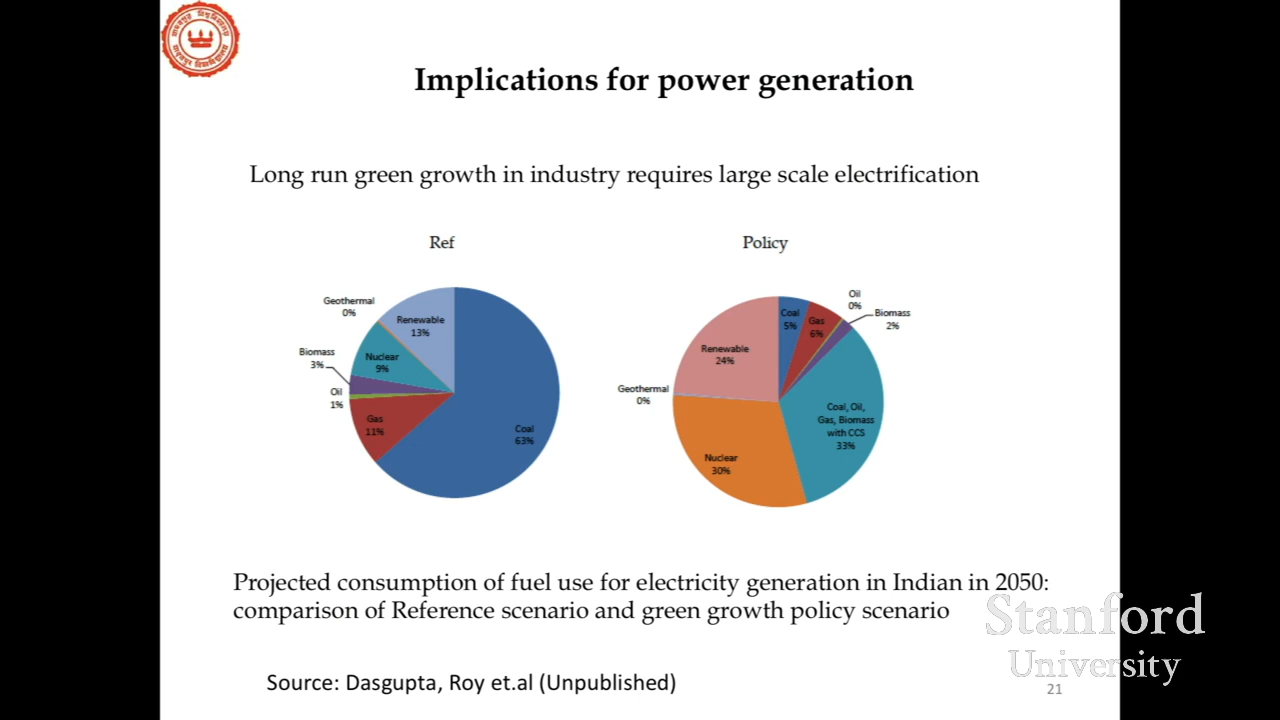 Implications for power generation
Long run green growth in industry requires large scale electrification
Ref
Geothermal
0%
Renewable
13%
Biomass
3%
Nuclear
9%
Oil
1%
Gas
11%
Coal
63%
Policy
Oil
0%
Coal
5%
Gas
6%
Biomass
2%
Renewable
24%
Geothermal
0%
Coal, Oil,
Gas, Biomass
with CCS
33%
Nuclear
30%
Projected consumption of fuel use for electricity generation in Indian in 2050:
comparison of Reference scenario and green growth policy scenario
Stanford
University
Source: Dasgupta, Roy et.al (Unpublished)
21